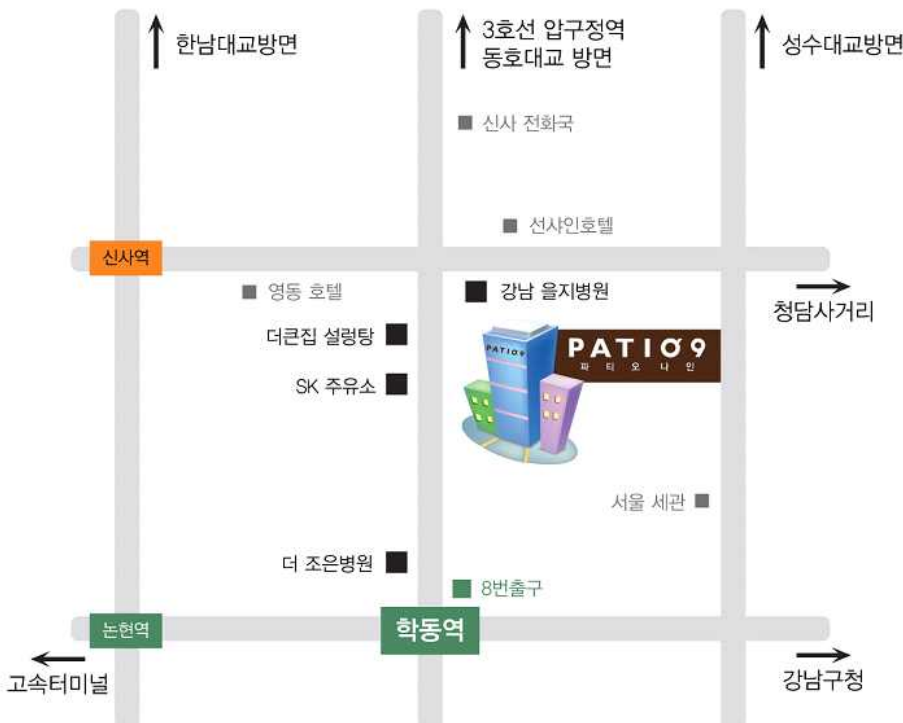 한남대교방면
3호선 압구정역
동호대교 방면
성수대교방면
신사 전화국
선샤인호텔
신사역
영동 호텔
강남 을지병원
청담사거리
더큰집 설렁탕
PATIO9
PATIO9
파티오나인
SK 주유소
서울 세관
더 조은병원
8번출구
논현역
학동역
고속터미널
강남구청